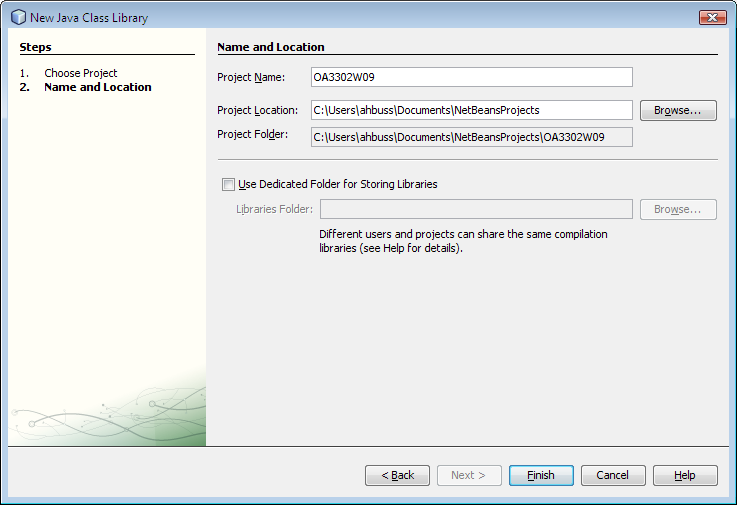 New Java Class Library
Steps
1. Choose Project
2. Name and Location
Name and Location
Project Name: OA3302W09
Project Location: C:\Users\ahbuss\Documents\NetBeansProjects Browse...
Project Folder: C:\Users\ahbuss\Documents\NetBeansProjects\OA3302W09
Use Dedicated Folder for Storing Libraries
Libraries Folder: Browse...
Different users and projects can share the same compilation
libraries (see Help for details).
< Back Next > Finish Cancel Help